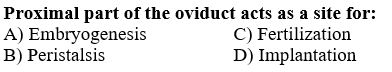 Proximal part of the oviduct acts as a site for:
A) Embryogenesis C) Fertilization
B) Peristalsis D) Implantation